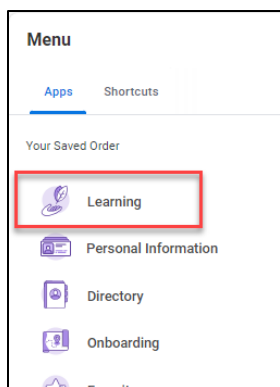 Menu
Apps Shortcuts
Your Saved Order
Learning
Personal Information
Directory
Onboarding